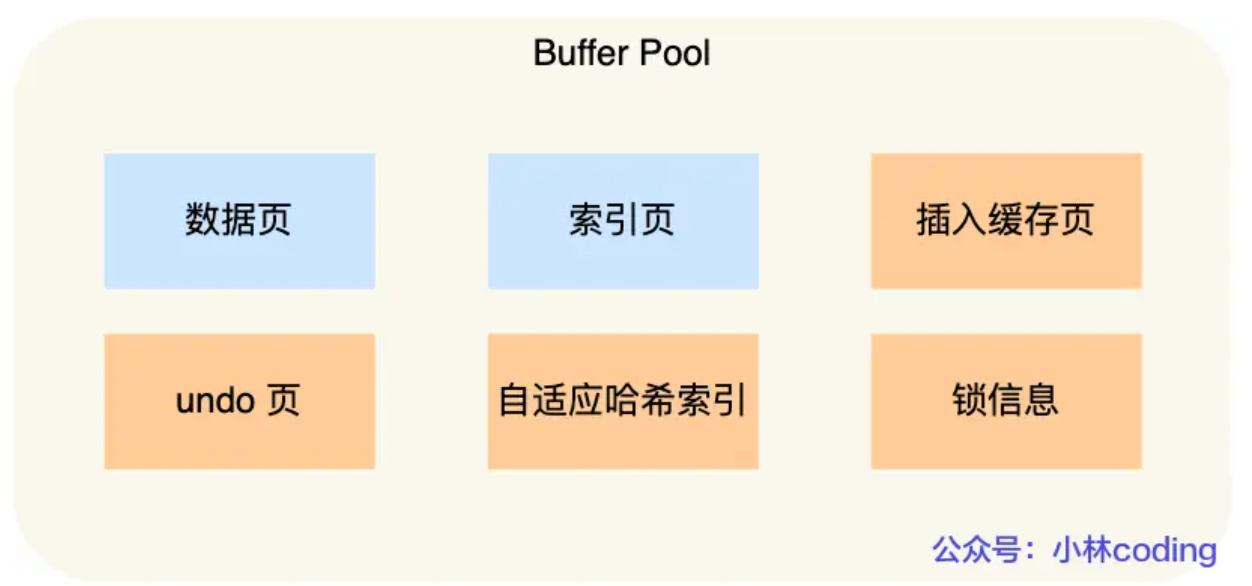 Buffer Pool
数据页
索引页
插入缓存页
undo 页
自适应哈希索引
锁信息
公众号：小林coding